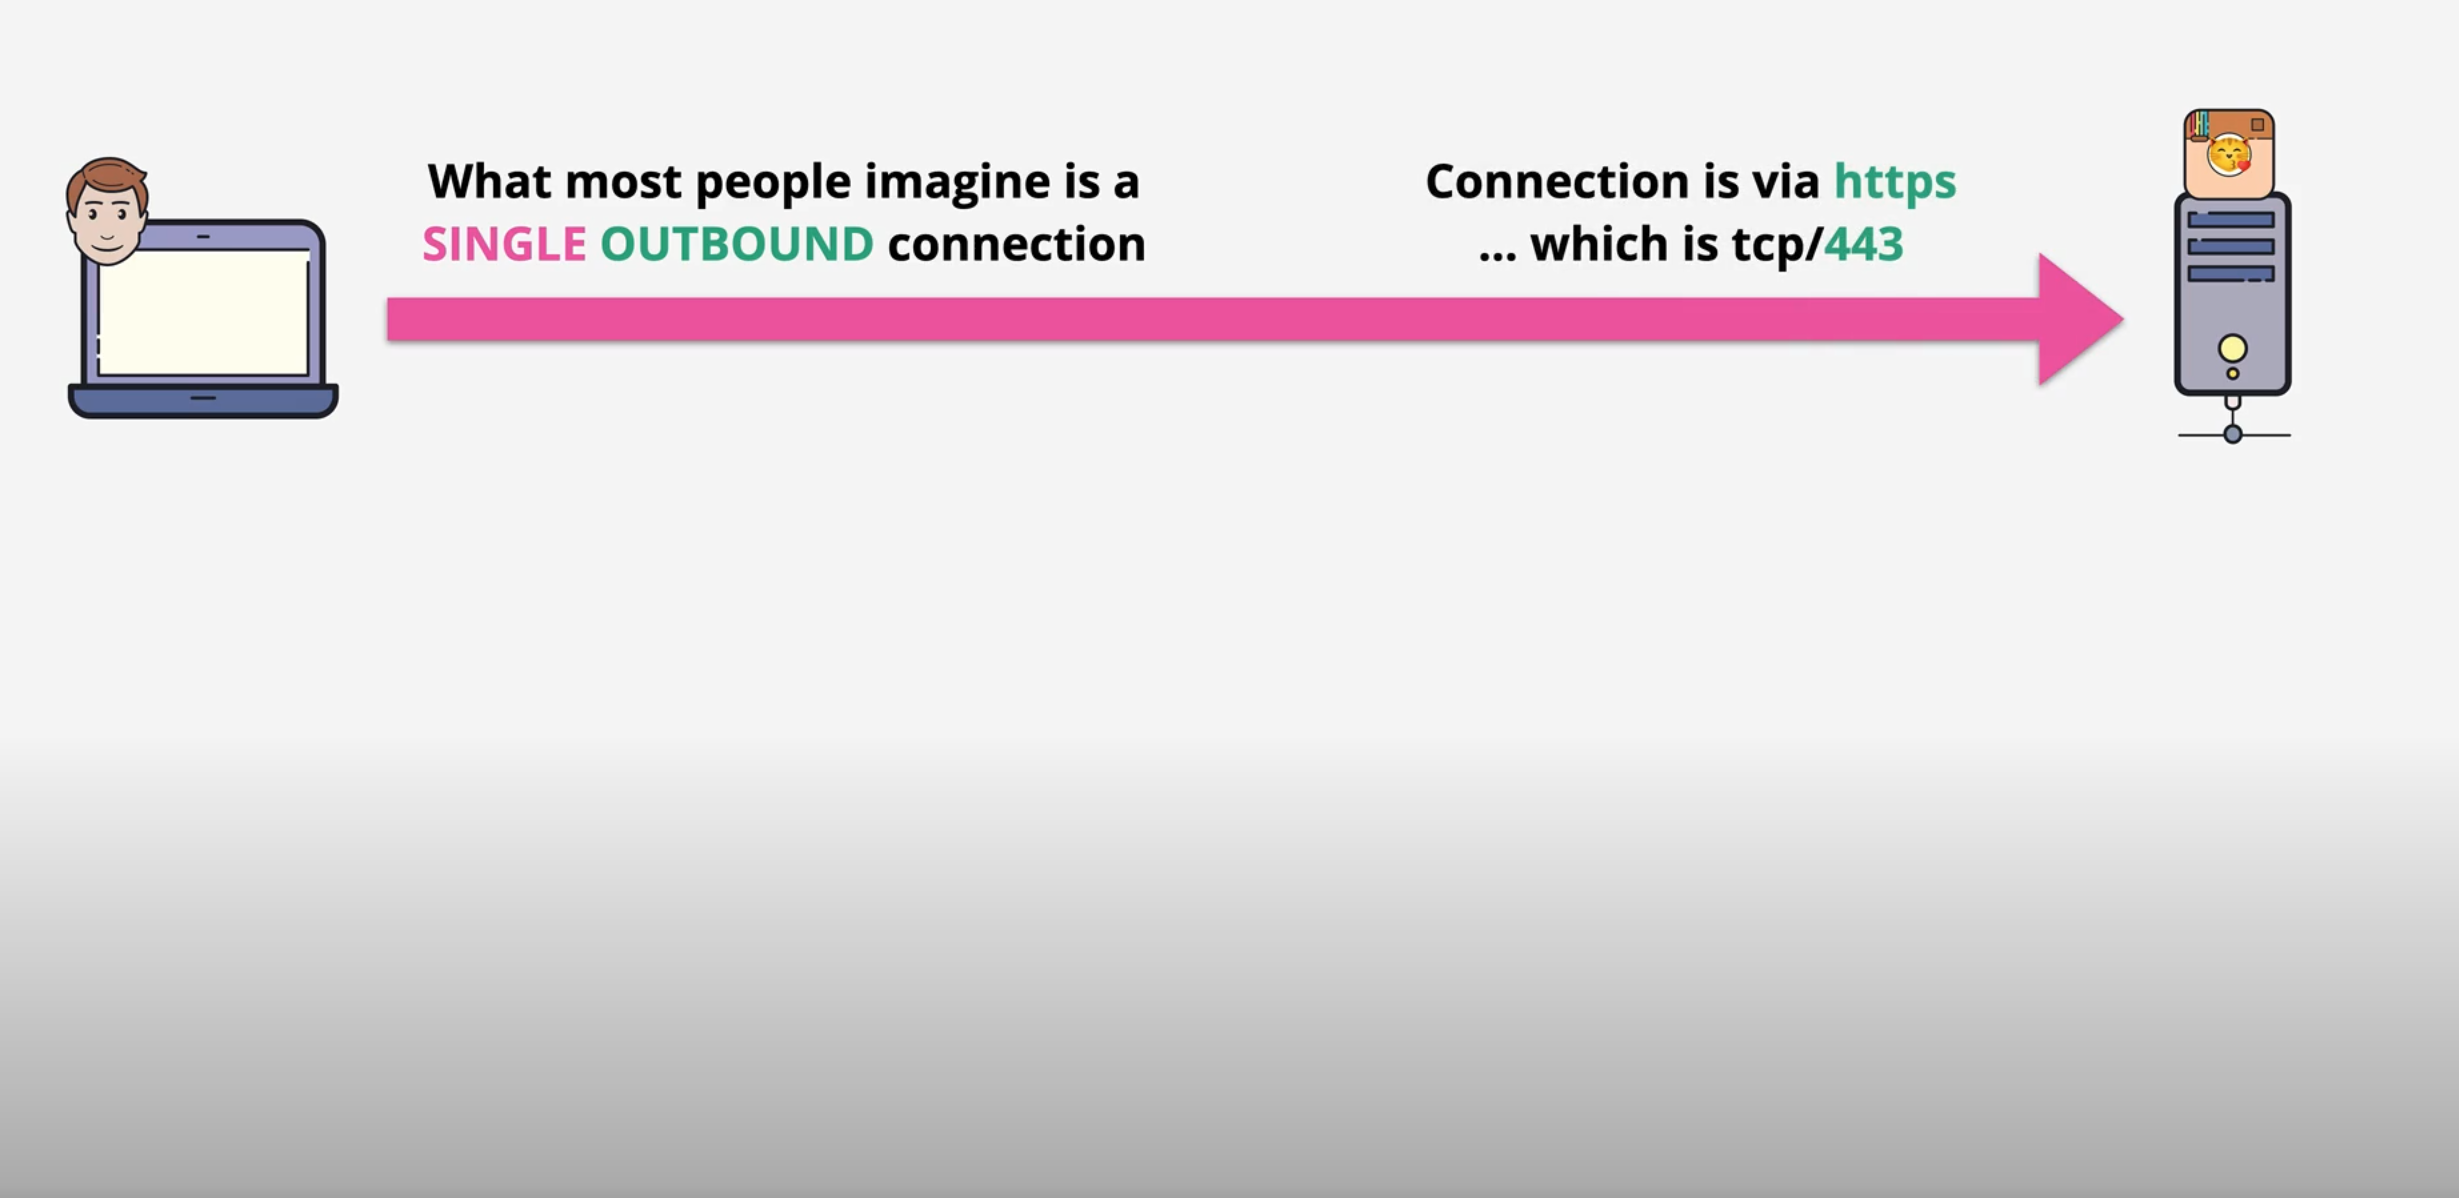 What most people imagine is a
SINGLE OUTBOUND connection
Connection is via https
... which is tcp/443